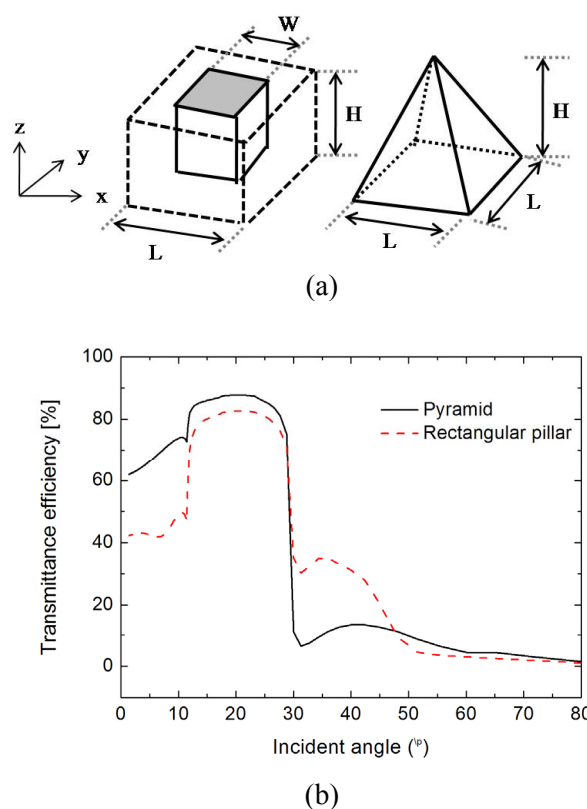 W
H
z
y
x
L
H
L
L
(a)
100
80
60
40
20
0
Transmittance efficiency [%]
Pyramid
Rectangular pillar
0 10 20 30 40 50 60 70 80
Incident angle (\p)
(b)